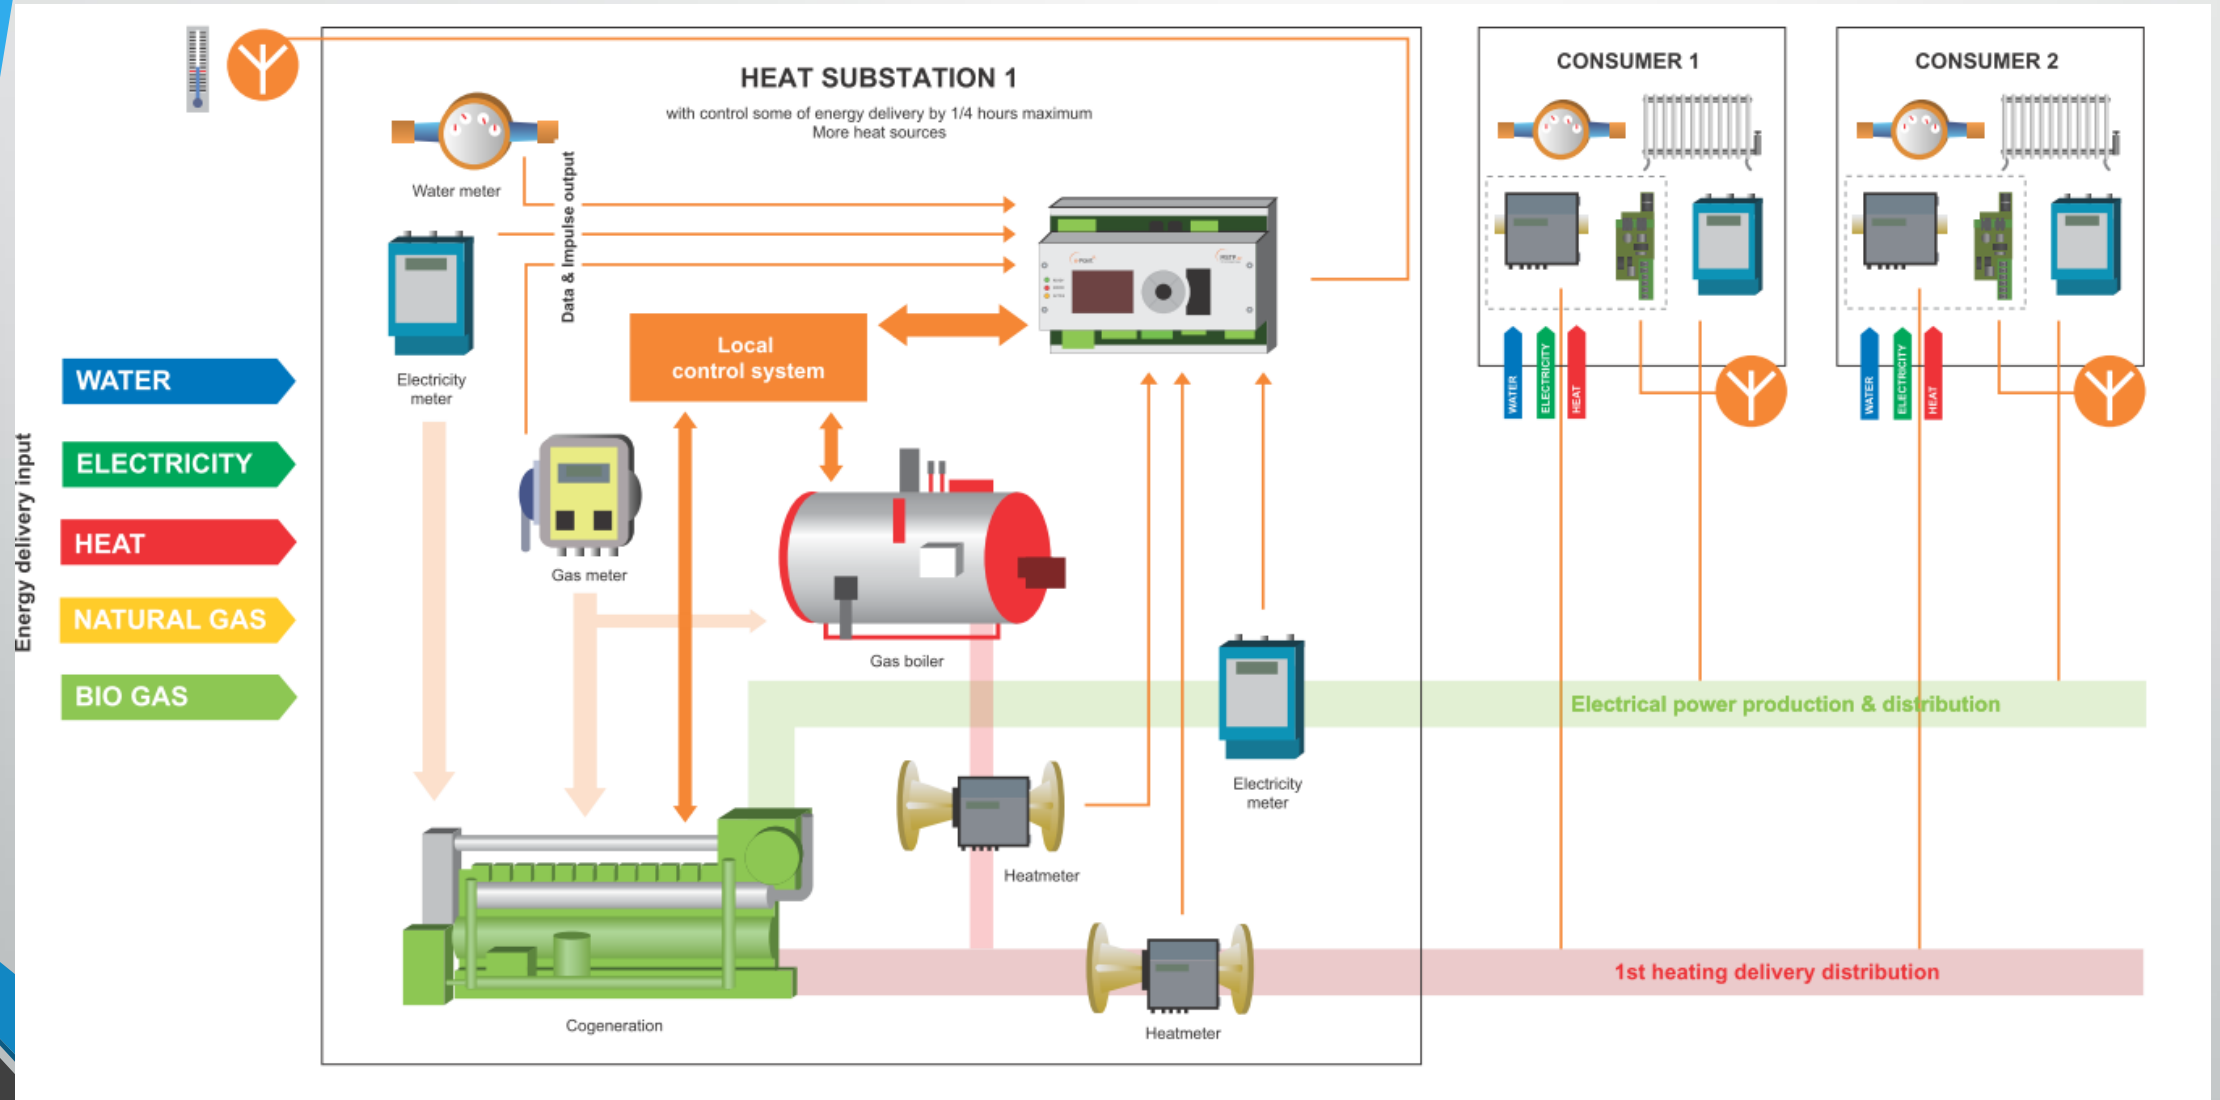 HEAT SUBSTATION 1
with control some of energy delivery by 1/4 hours maximum
More heat sources
Water meter
Data & Impulse output
Electricity
meter
Local
control system
Energy delivery input
WATER
ELECTRICITY
HEAT
NATURAL GAS
BIO GAS
Gas meter
Gas boiler
Electricity
meter
Heatmeter
Heatmeter
Cogeneration
CONSUMER 1
WATER
ELECTRICITY
HEAT
CONSUMER 2
WATER
ELECTRICITY
HEAT
Electrical power production & distribution
1st heating delivery distribution